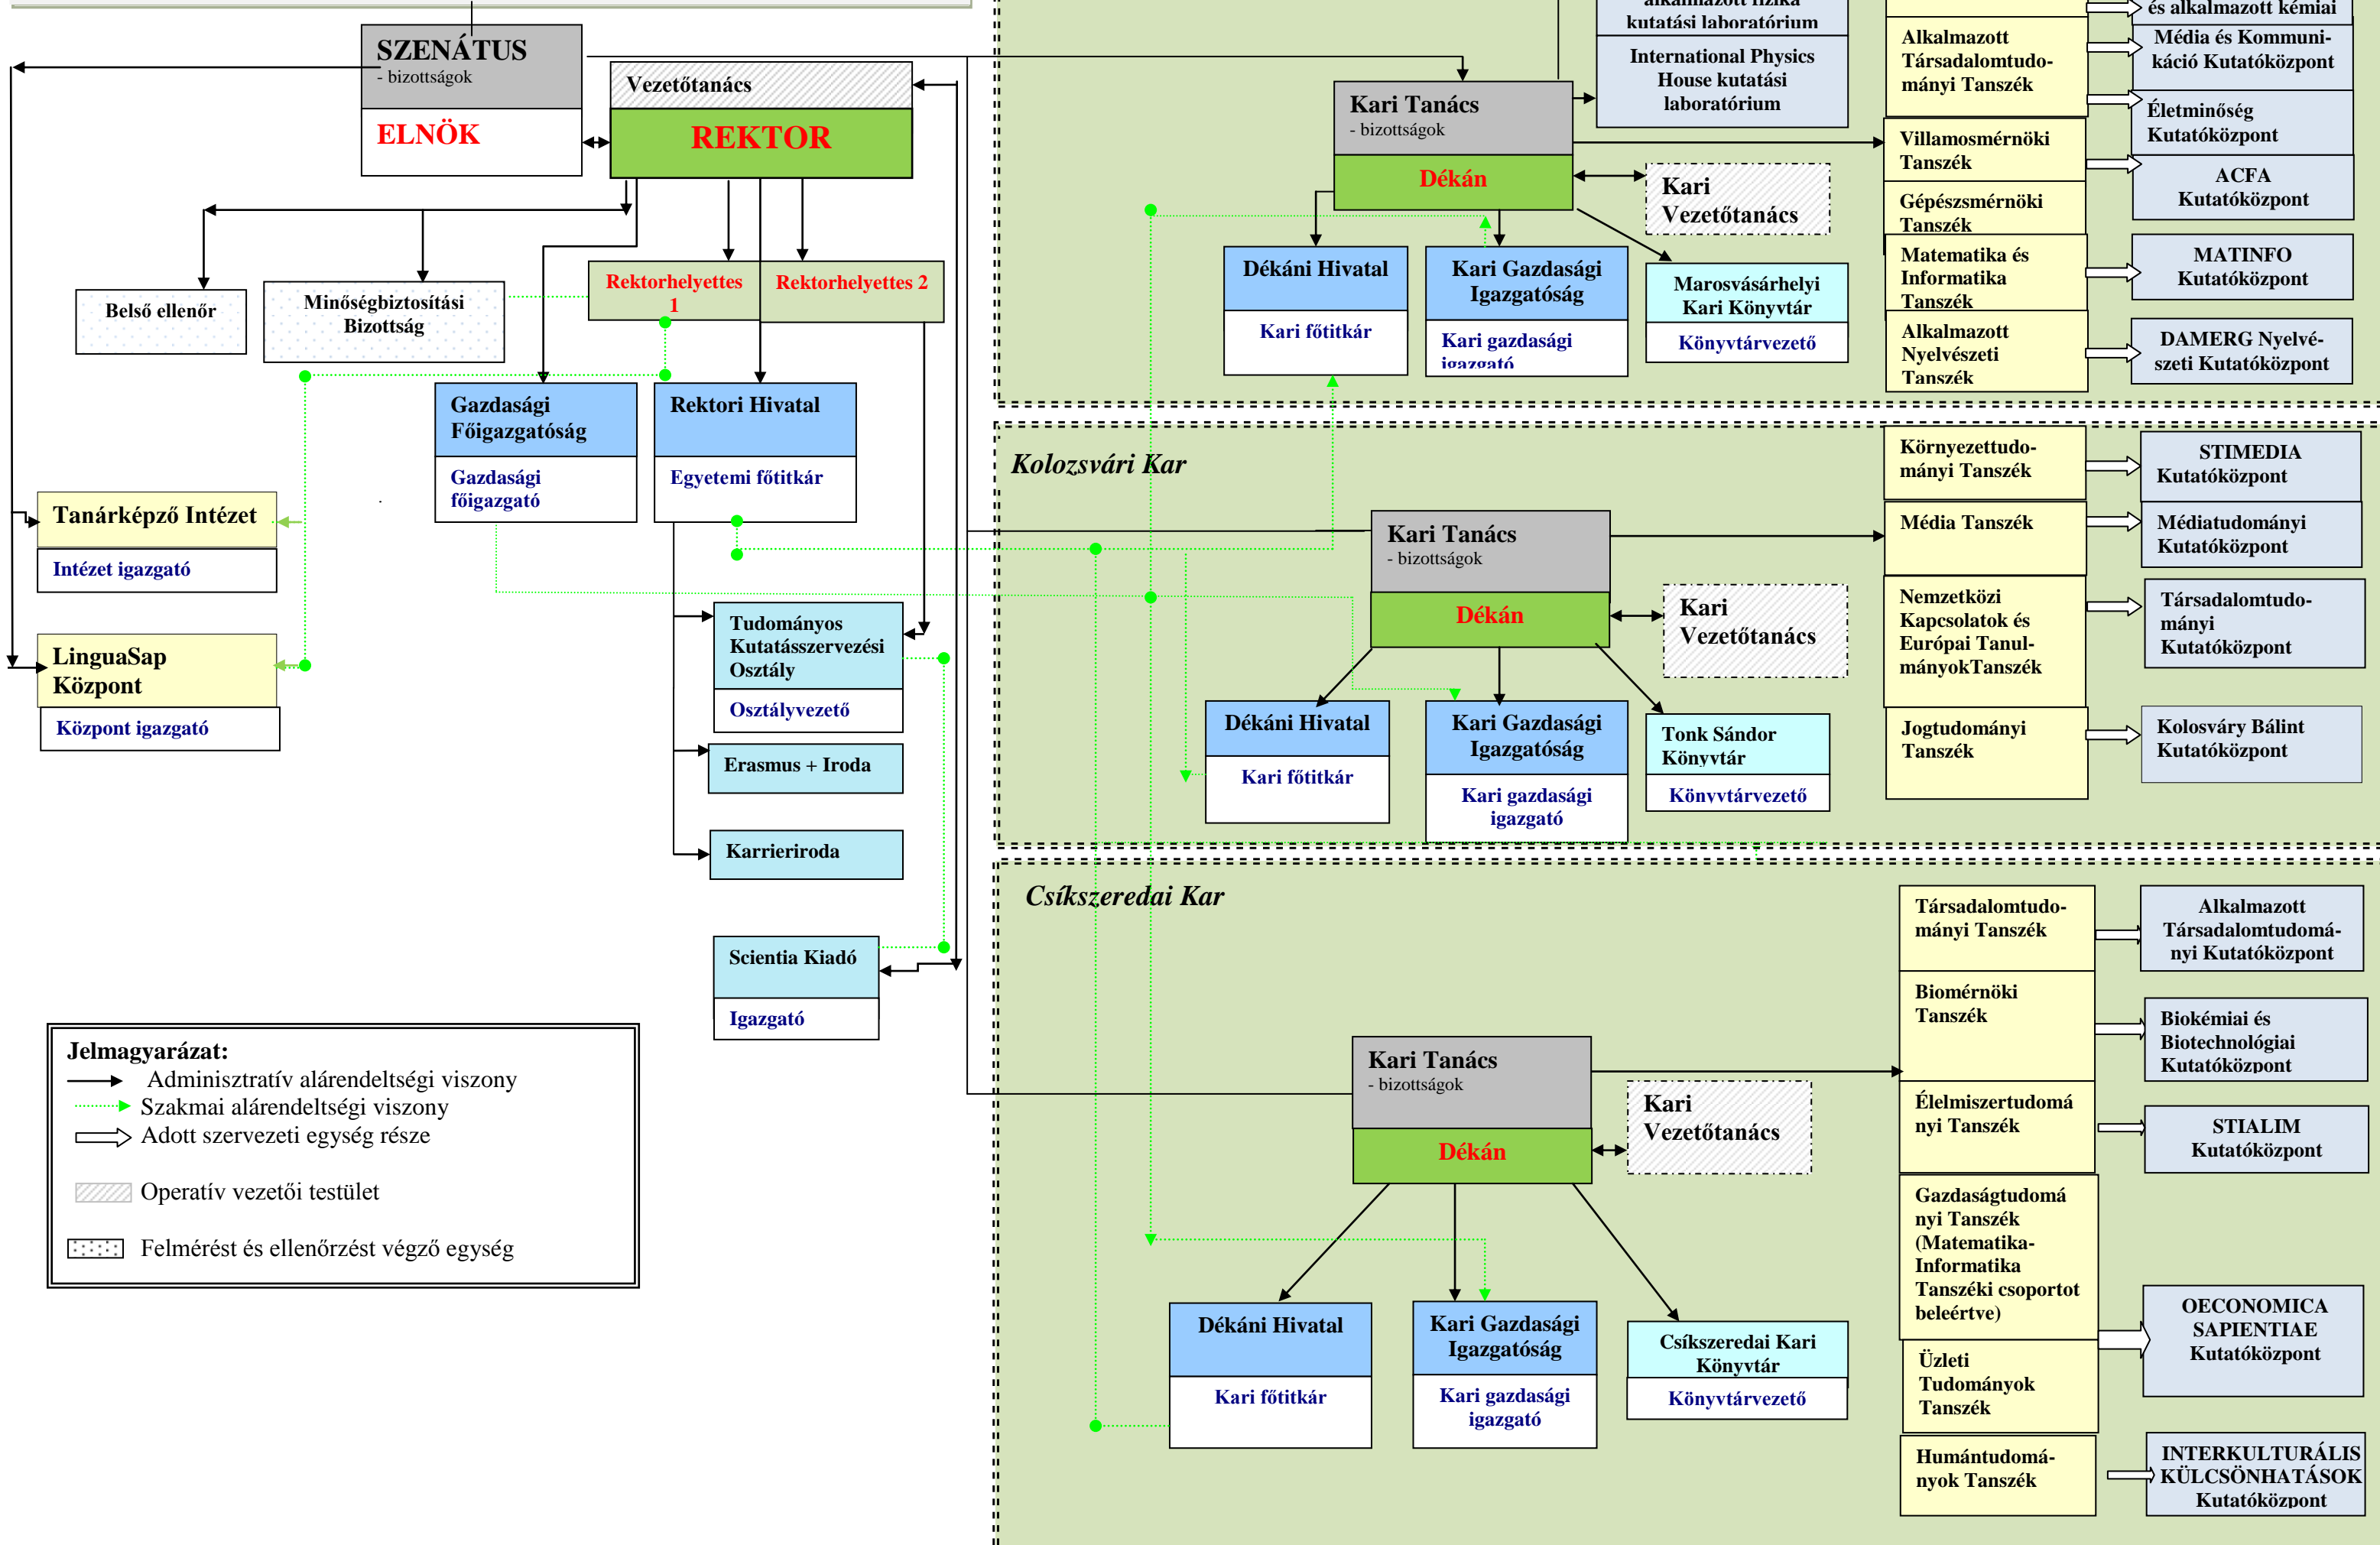 SZENÁTUS
- bizottságok
ELNÖK
Vezetőtanács
REKTOR
Belső ellenőr
Minőségbiztosítási
Bizottság
Rektorhelyettes
1
Rektorhelyettes 2
Gazdasági
Főigazgatóság
Gazdasági
főigazgató
Rektori Hivatal
Egyetemi főtitkár
Tanárképző Intézet
Intézet igazgató
LinguaSap
Központ
Központ igazgató
Tudományos
Kutatásszervezési
Osztály
Osztályvezető
Erasmus + Iroda
Karrieriroda
Scientia Kiadó
Igazgató
Jelmagyarázat:
Adminisztratív alárendeltségi viszony
Szakmai alárendeltségi viszony
Adott szervezeti egység része
Operatív vezetői testület
Felmérést és ellenőrzést végző egység
alkalmazott fizika
kutatási laboratórium
International Physics
House kutatási
laboratórium
Kari Tanács
- bizottságok
Dékán
Kari
Vezetőtanács
Dékáni Hivatal
Kari főtitkár
Kari Gazdasági
Igazgatóság
Kari gazdasági
igazgató
Marosvásárhelyi
Kari Könyvtár
Könyvtárvezető
és alkalmazott kémiai
Alkalmazott
Társadalomtudo-
mányi Tanszék
Média és Kommuni-
káció Kutatóközpont
Életminőség
Kutatóközpont
Villamosmérnöki
Tanszék
ACFA
Kutatóközpont
Gépészsmérnöki
Tanszék
Matematika és
Informatika
Tanszék
MATINFO
Kutatóközpont
Alkalmazott
Nyelvészeti
Tanszék
DAMERG Nyelvé-
szeti Kutatóközpont
Kolozsvári Kar
Kari Tanács
- bizottságok
Dékán
Kari
Vezetőtanács
Dékáni Hivatal
Kari főtitkár
Kari Gazdasági
Igazgatóság
Kari gazdasági
igazgató
Tonk Sándor
Könyvtár
Könyvtárvezető
Környezettudo-
mányi Tanszék
STIMEDIA
Kutatóközpont
Média Tanszék
Médiatudományi
Kutatóközpont
Nemzetközi
Kapcsolatok és
Európai Tanul-
mányokTanszék
Társadalomtudo-
mányi
Kutatóközpont
Jogtudományi
Tanszék
Kolosváry Bálint
Kutatóközpont
Csíkszeredai Kar
Kari Tanács
- bizottságok
Dékán
Kari
Vezetőtanács
Dékáni Hivatal
Kari főtitkár
Kari Gazdasági
Igazgatóság
Kari gazdasági
igazgató
Csíkszeredai Kari
Könyvtár
Könyvtárvezető
Társadalomtudo-
mányi Tanszék
Alkalmazott
Társadalomtudomá-
nyi Kutatóközpont
Biomérnöki
Tanszék
Biokémiai és
Biotechnológiai
Kutatóközpont
Élelmiszertudomá
nyi Tanszék
STIALIM
Kutatóközpont
Gazdaságtudomá
nyi Tanszék
(Matematika-
Informatika
Tanszéki csoportot
beleértve)
OECONOMICA
SAPIENTIAE
Kutatóközpont
Üzleti
Tudományok
Tanszék
Humántudomá-
nyok Tanszék
INTERKULTURÁLIS
KÜLCSÖNHATÁSOK
Kutatóközpont